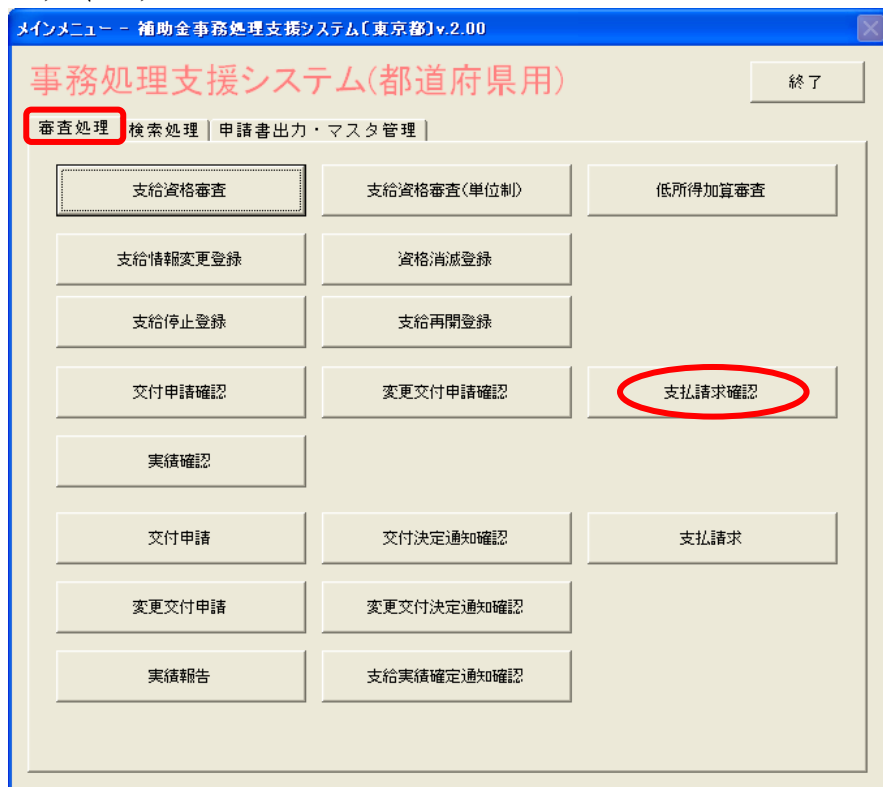 メインメニュー - 補助金事務処理支援システム〔東京都〕v.2.00
事務処理支援システム(都道府県用)
終了
審査処理 検索処理 申請書出力・マスタ管理
支給資格審査 支給資格審査(単位制) 低所得加算審査
支給情報変更登録 資格消滅登録
支給停止登録 支給再開登録
交付申請確認 変更交付申請確認 支払請求確認
実績確認
交付申請 交付決定通知確認 支払請求
変更交付申請 変更交付決定通知確認
実績報告 支給実績確定通知確認